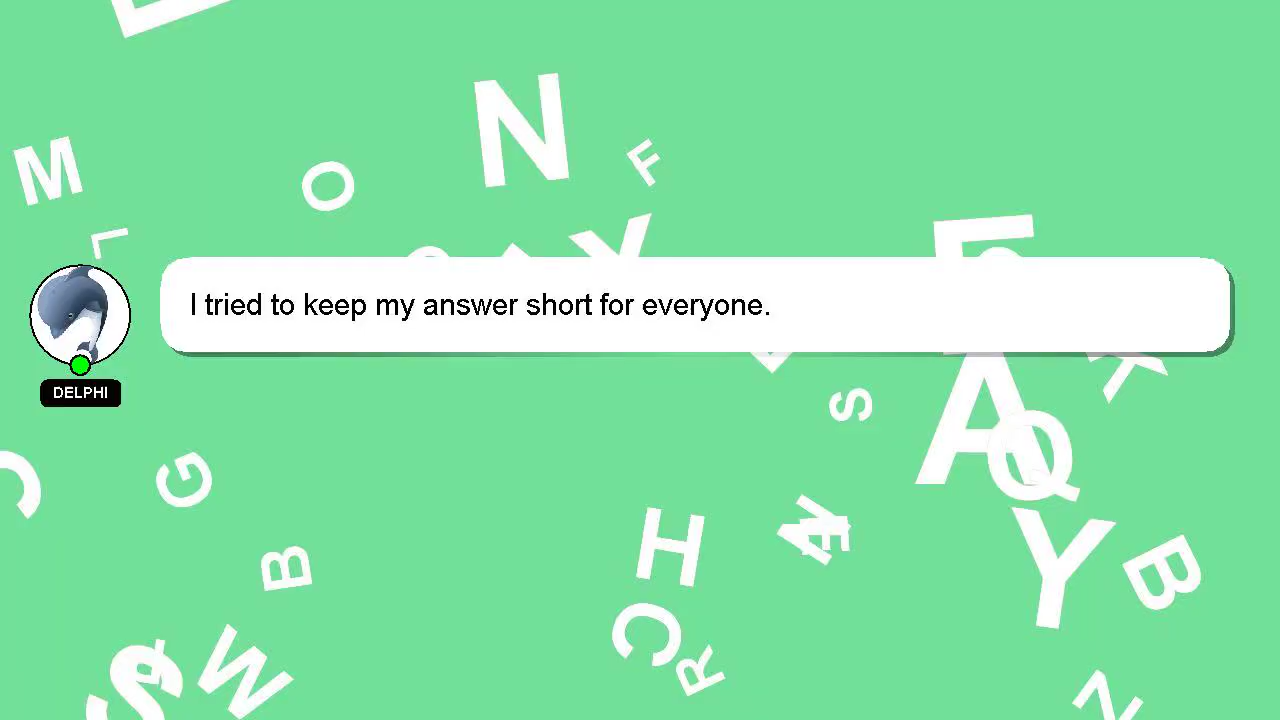 I tried to keep my answer short for everyone.
DELPHI
M
L
O
N
F
Y
A
Q
S
G
B
H
C
R
W
Y
B
Z
S